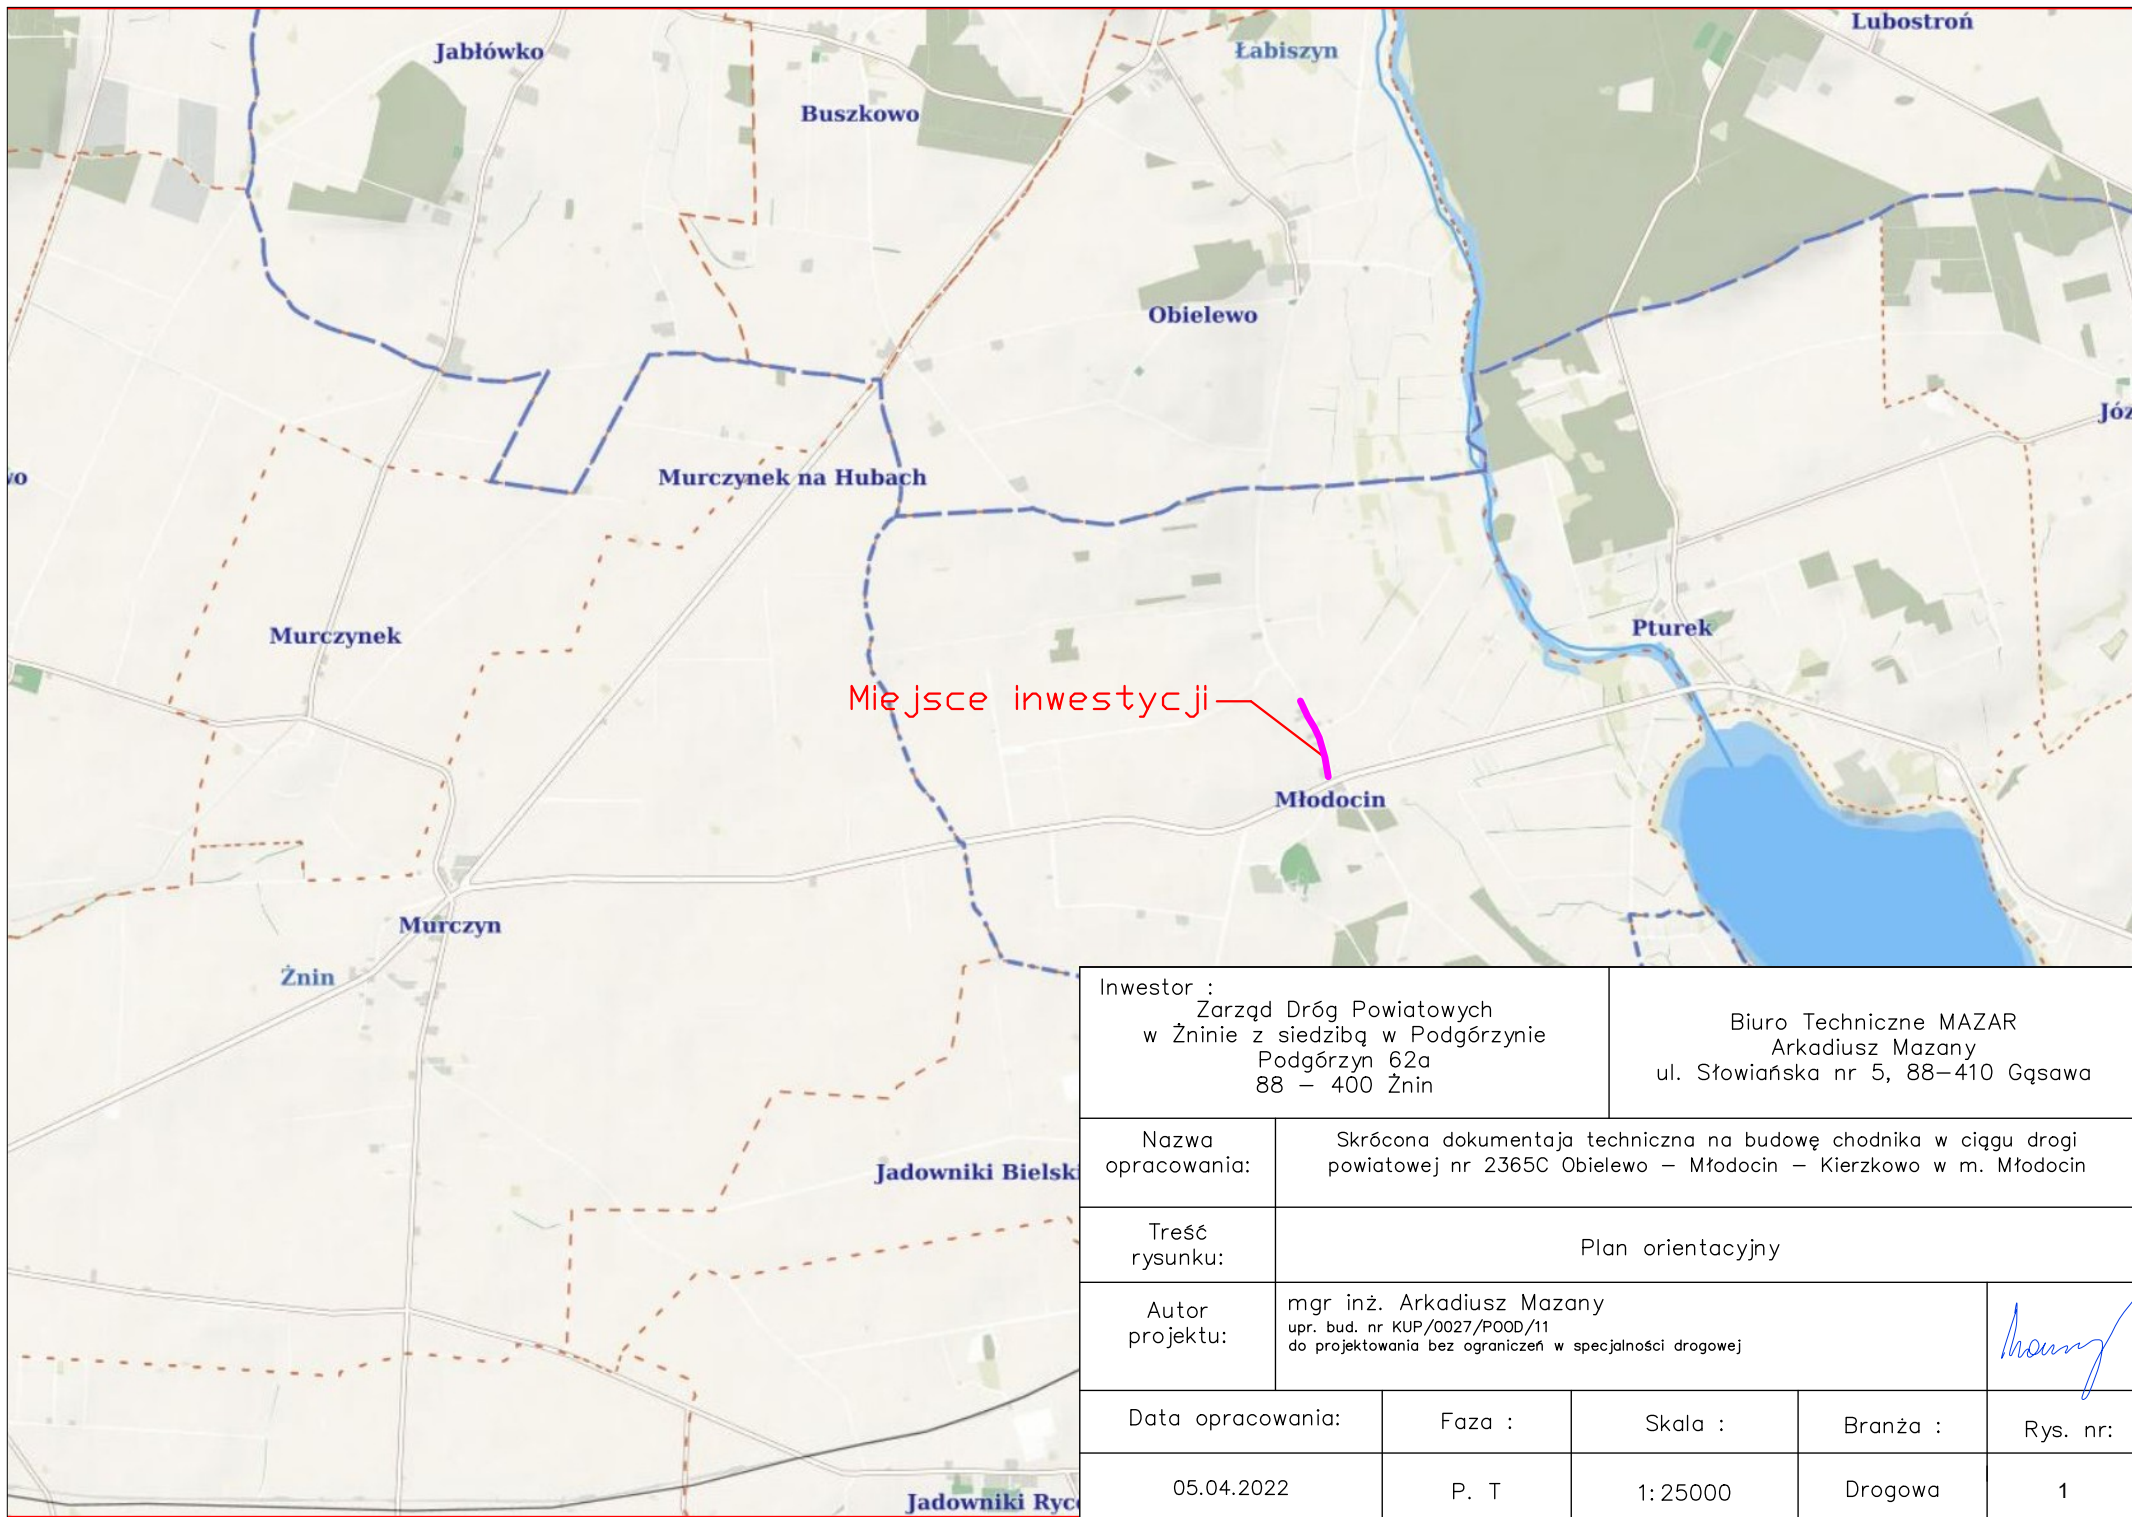 Lubostroń
Jabłówko
Łabiszyn
Buszkowo
Obielewo
Józ
Murczynek na Hubach
vo
Murczynek
Pturek
Miejsce inwestycji
Młodocin
Murczyn
Żnin
Jadowniki Bielski
Jadowniki Ryc
Inwestor :
Zarząd Dróg Powiatowych
w Żninie z siedzibą w Podgórzynie
Podgórzyn 62a
88 – 400 Żnin
Biuro Techniczne MAZAR
Arkadiusz Mazany
ul. Słowiańska nr 5, 88–410 Gąsawa
Nazwa
opracowania:
Skrócona dokumentaja techniczna na budowę chodnika w ciągu drogi
powiatowej nr 2365C Obielewo – Młodocin – Kierzkowo w m. Młodocin
Treść
rysunku:
Plan orientacyjny
Autor
projektu:
mgr inż. Arkadiusz Mazany
upr. bud. nr KUP/0027/POOD/11
do projektowania bez ograniczeń w specjalności drogowej
Data opracowania:
Faza :
Skala :
Branża :
Rys. nr:
05.04.2022
P. T
1:25000
Drogowa
1